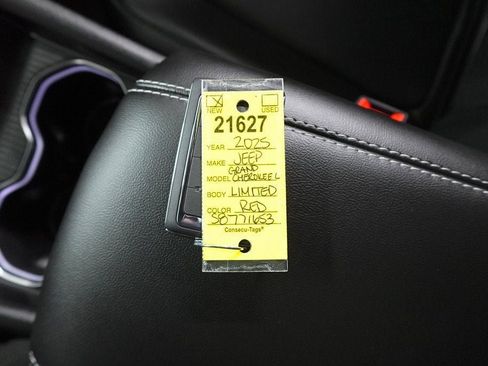 NEW USED
21627
YEAR 2025
MAKE JEEP
GRAND
MODEL CHEROKEE L
BODY LIMITED
COLOR RED
S8771653
Consecu-Tags®